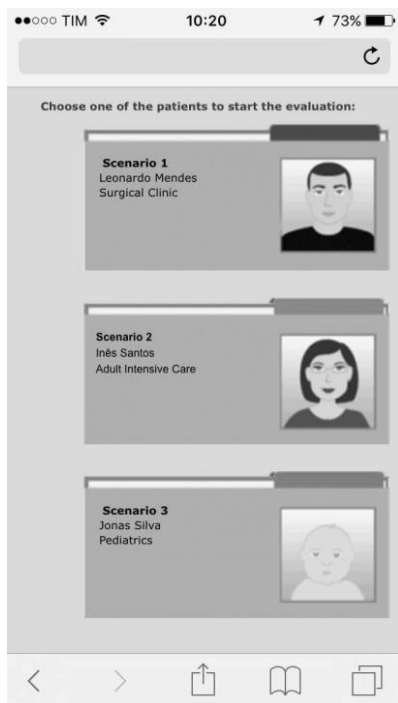 TIM 10:20 73%
Choose one of the patients to start the evaluation:
Scenario 1
Leonardo Mendes
Surgical Clinic
Scenario 2
Inês Santos
Adult Intensive Care
Scenario 3
Jonas Silva
Pediatrics